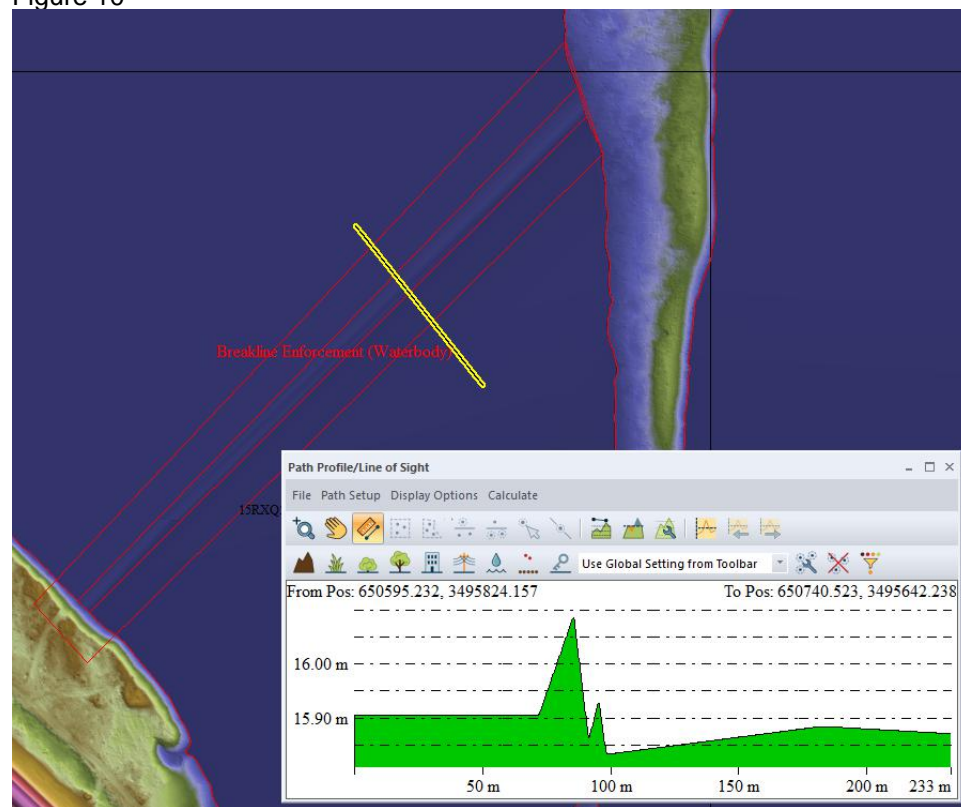 Figure 10
Breakline Enforcement (Waterbody)
15RXQ
Path Profile/Line of Sight
File Path Setup Display Options Calculate
Use Global Setting from Toolbar
From Pos: 650595.232, 3495824.157 To Pos: 650740.523, 3495642.238
16.00 m
15.90 m
50 m 100 m 150 m 200 m 233 m